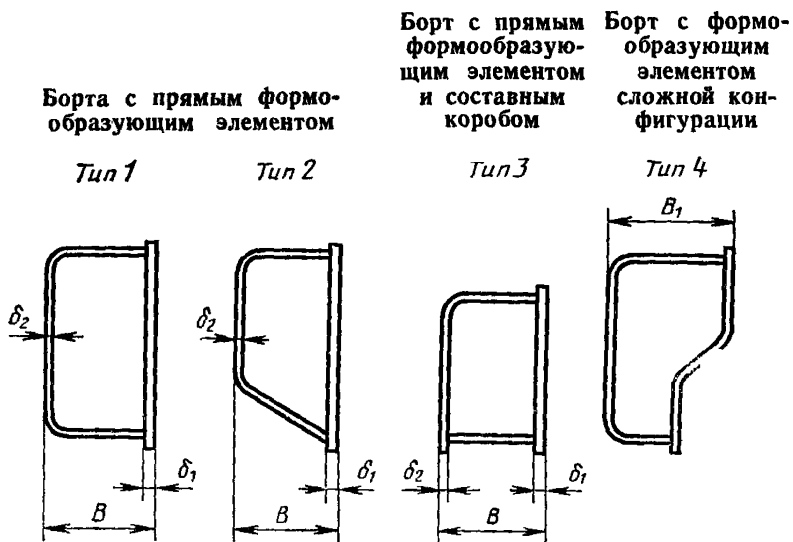 Борта с прямым формо-
образующим элементом
Борт с прямым
формообразую-
щим элементом
и составным
коробом
Борт с формо-
образующим
элементом
сложной кон-
фигурации
Тип 1
Тип 2
Тип 3
Тип 4
B₁
δ₂
δ₂
δ₁
δ₁
δ₂
δ₁
B
B
B